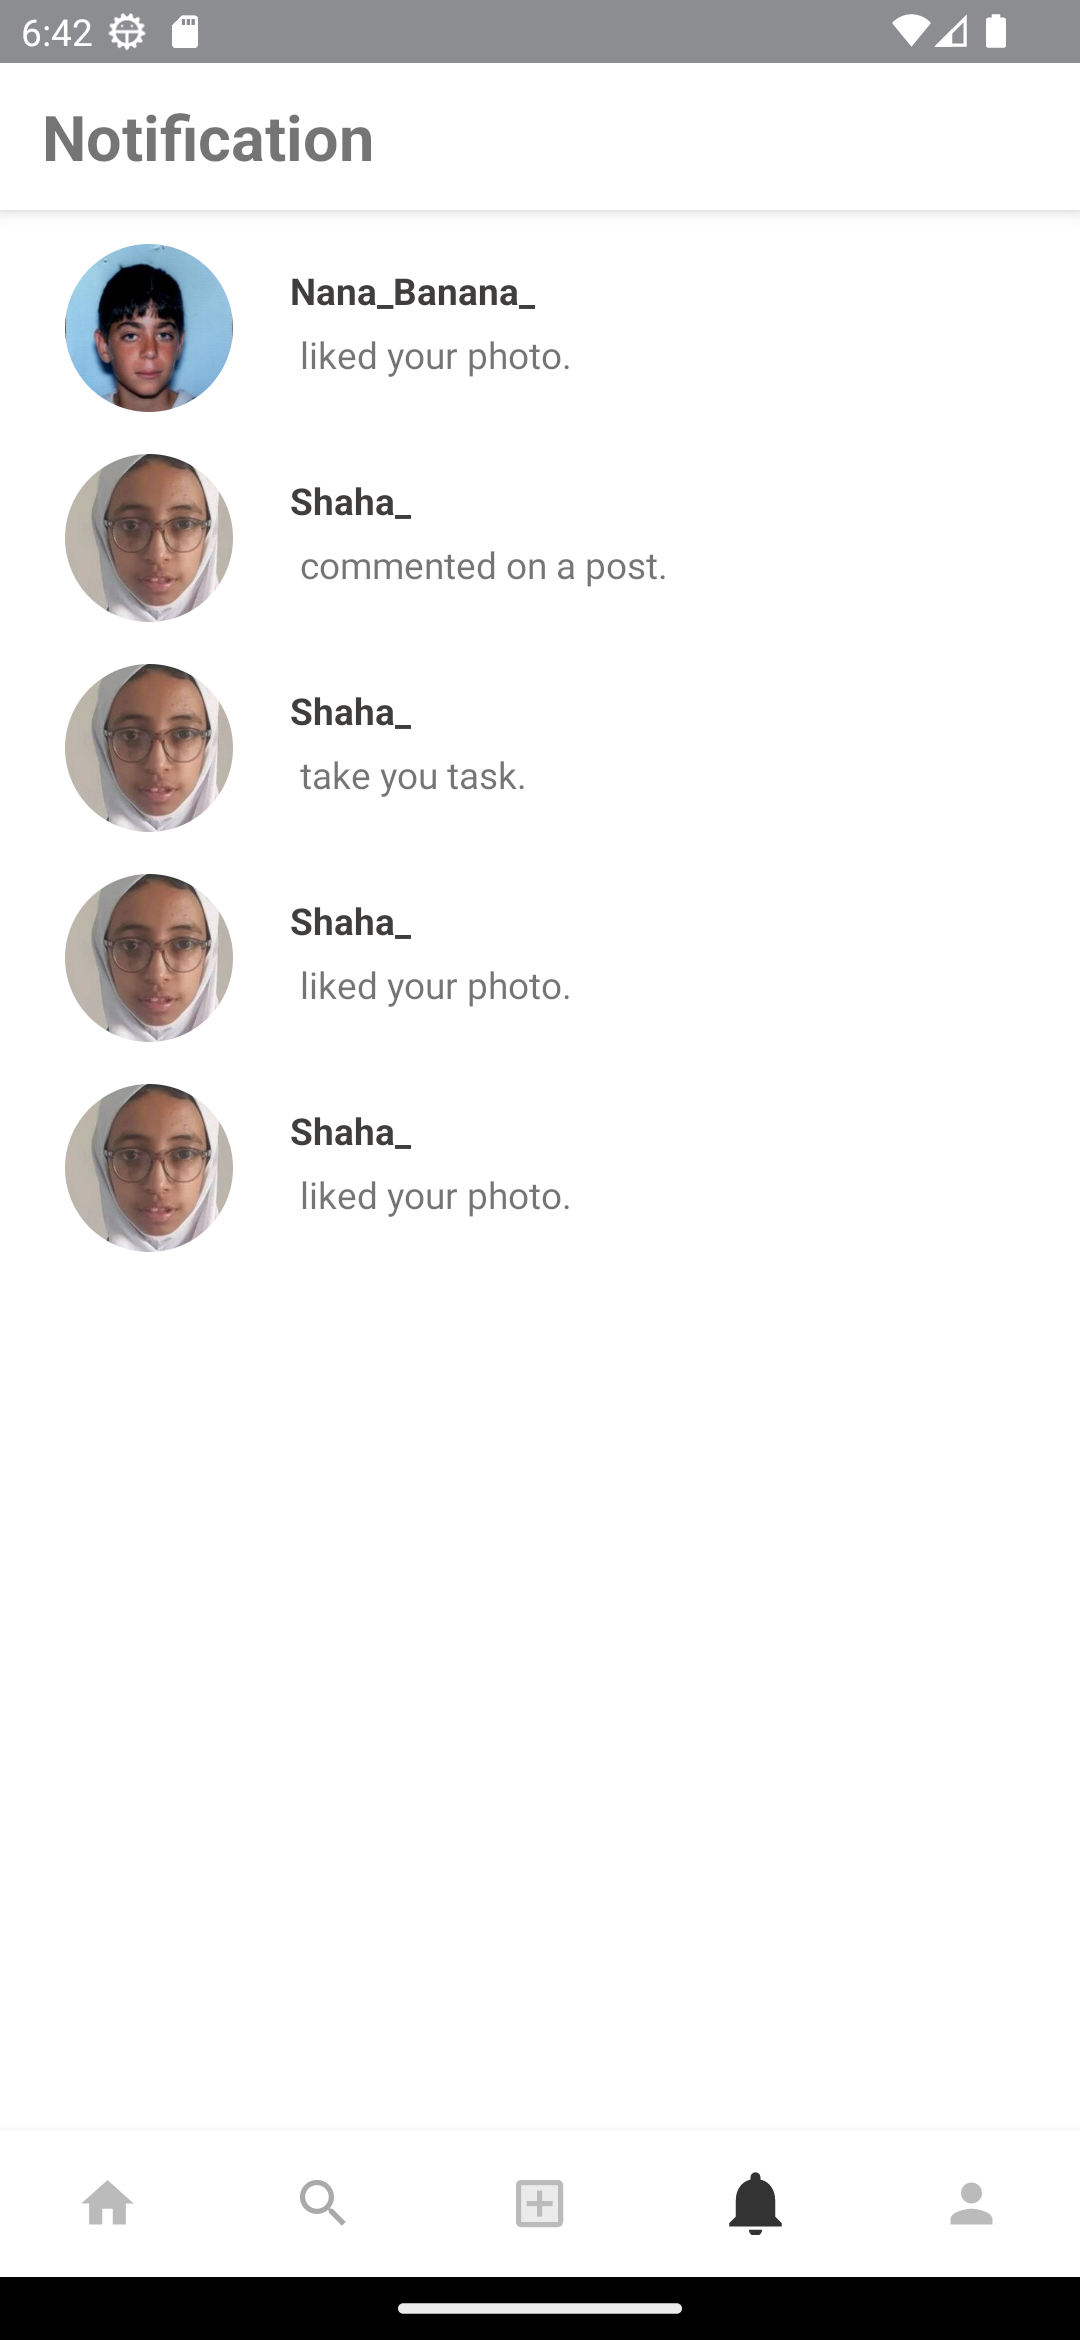 6:42
Notification
Nana_Banana_
liked your photo.
Shaha_
commented on a post.
Shaha_
take you task.
Shaha_
liked your photo.
Shaha_
liked your photo.